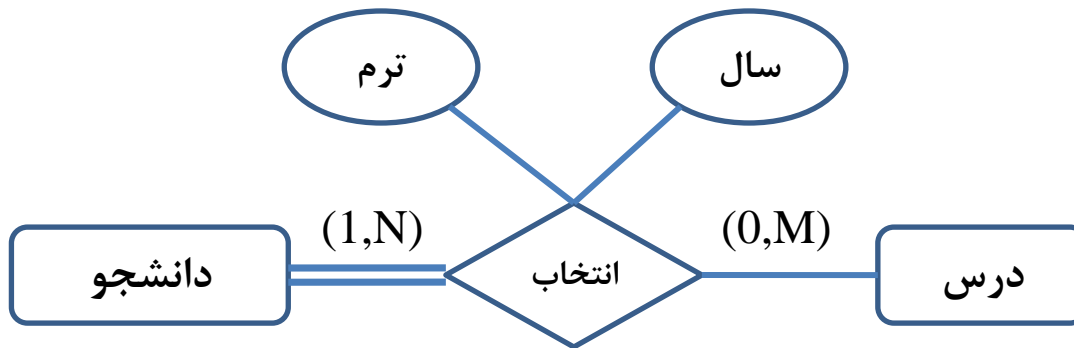 سال
ترم
(0,M)
(1,N)
درس
انتخاب
دانشجو